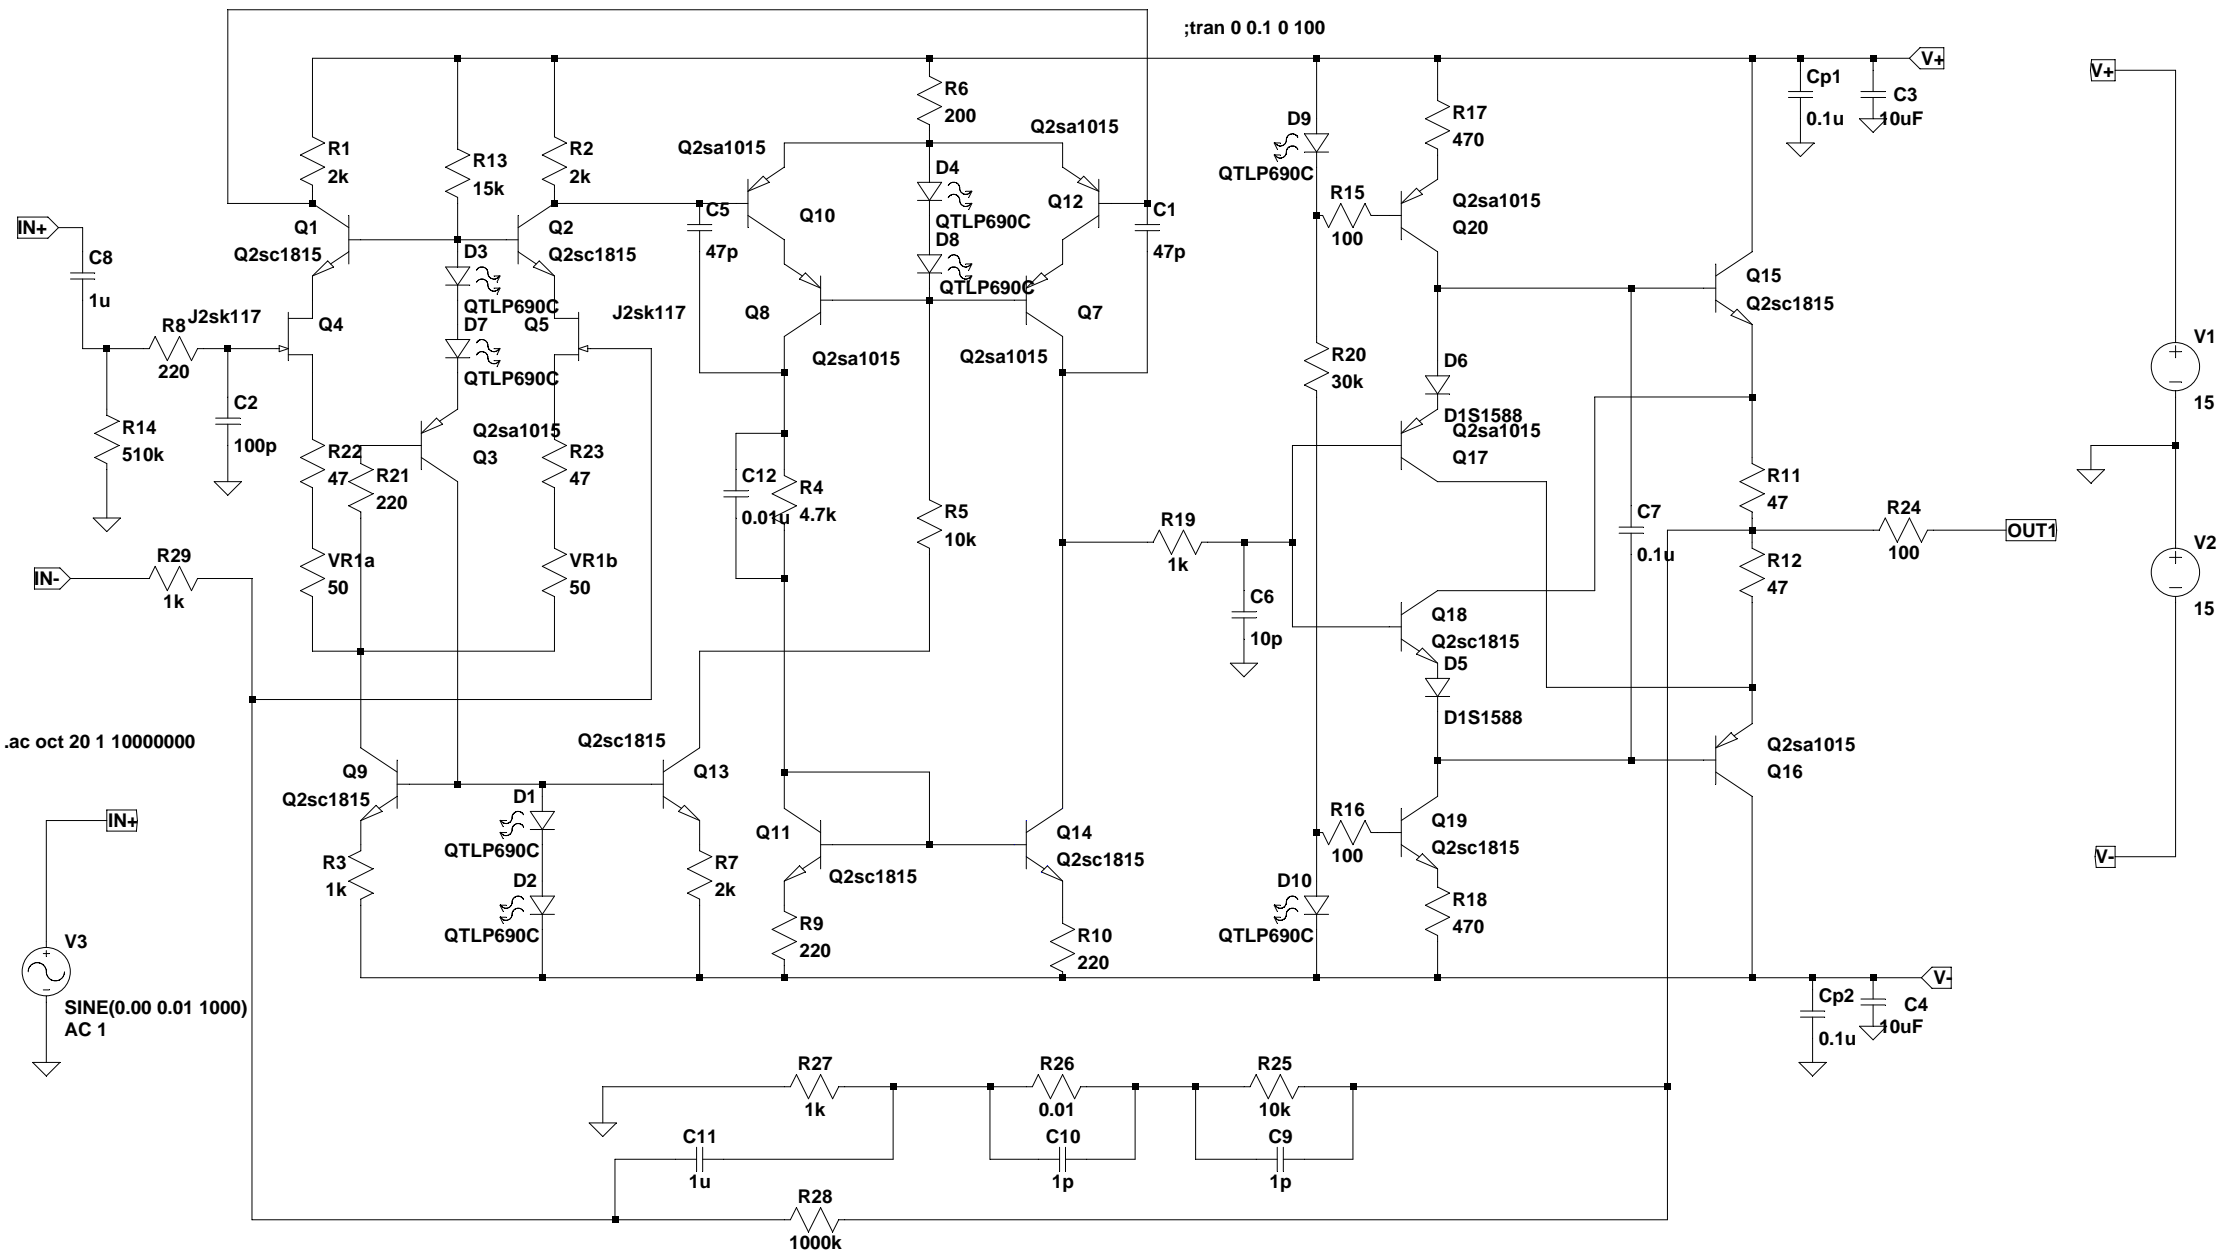 ;tran 0 0.1 0 100
V+
V+
Cp1
0.1u
C3
10uF
R6
200
R17
470
D9
QTLP690C
Q2sa1015
Q2sa1015
R1
2k
R13
15k
R2
2k
D4
QTLP690C
R15
100
Q2sa1015
Q20
IN+
C8
1u
Q1
Q2sc1815
D3
QTLP690C
Q2
Q2sc1815
C5
47p
Q10
D8
QTLP690C
Q12
C1
47p
Q15
Q2sc1815
R8
220
J2sk117
Q4
D7
QTLP690C
Q5
J2sk117
Q8
Q2sa1015
Q7
Q2sa1015
R20
30k
D6
D1S1588
V1
15
R14
510k
C2
100p
R22
47
R21
220
Q2sa1015
Q3
R23
47
C12
0.01u
R4
4.7k
R5
10k
R19
1k
Q2sa1015
Q17
R11
47
C7
0.1u
R24
100
OUT1
R12
47
V2
15
IN-
R29
1k
VR1a
50
VR1b
50
C6
10p
Q18
Q2sc1815
D5
D1S1588
.ac oct 20 1 10000000
Q2sc1815
Q13
Q9
Q2sc1815
D1
QTLP690C
Q11
Q2sc1815
Q14
Q2sc1815
R16
100
Q19
Q2sc1815
Q2sa1015
Q16
V-
IN+
R3
1k
D2
QTLP690C
R7
2k
R9
220
R10
220
D10
QTLP690C
R18
470
V-
Cp2
0.1u
C4
10uF
V3
SINE(0.00 0.01 1000)
AC 1
R27
1k
R26
0.01
R25
10k
C11
1u
C10
1p
C9
1p
R28
1000k